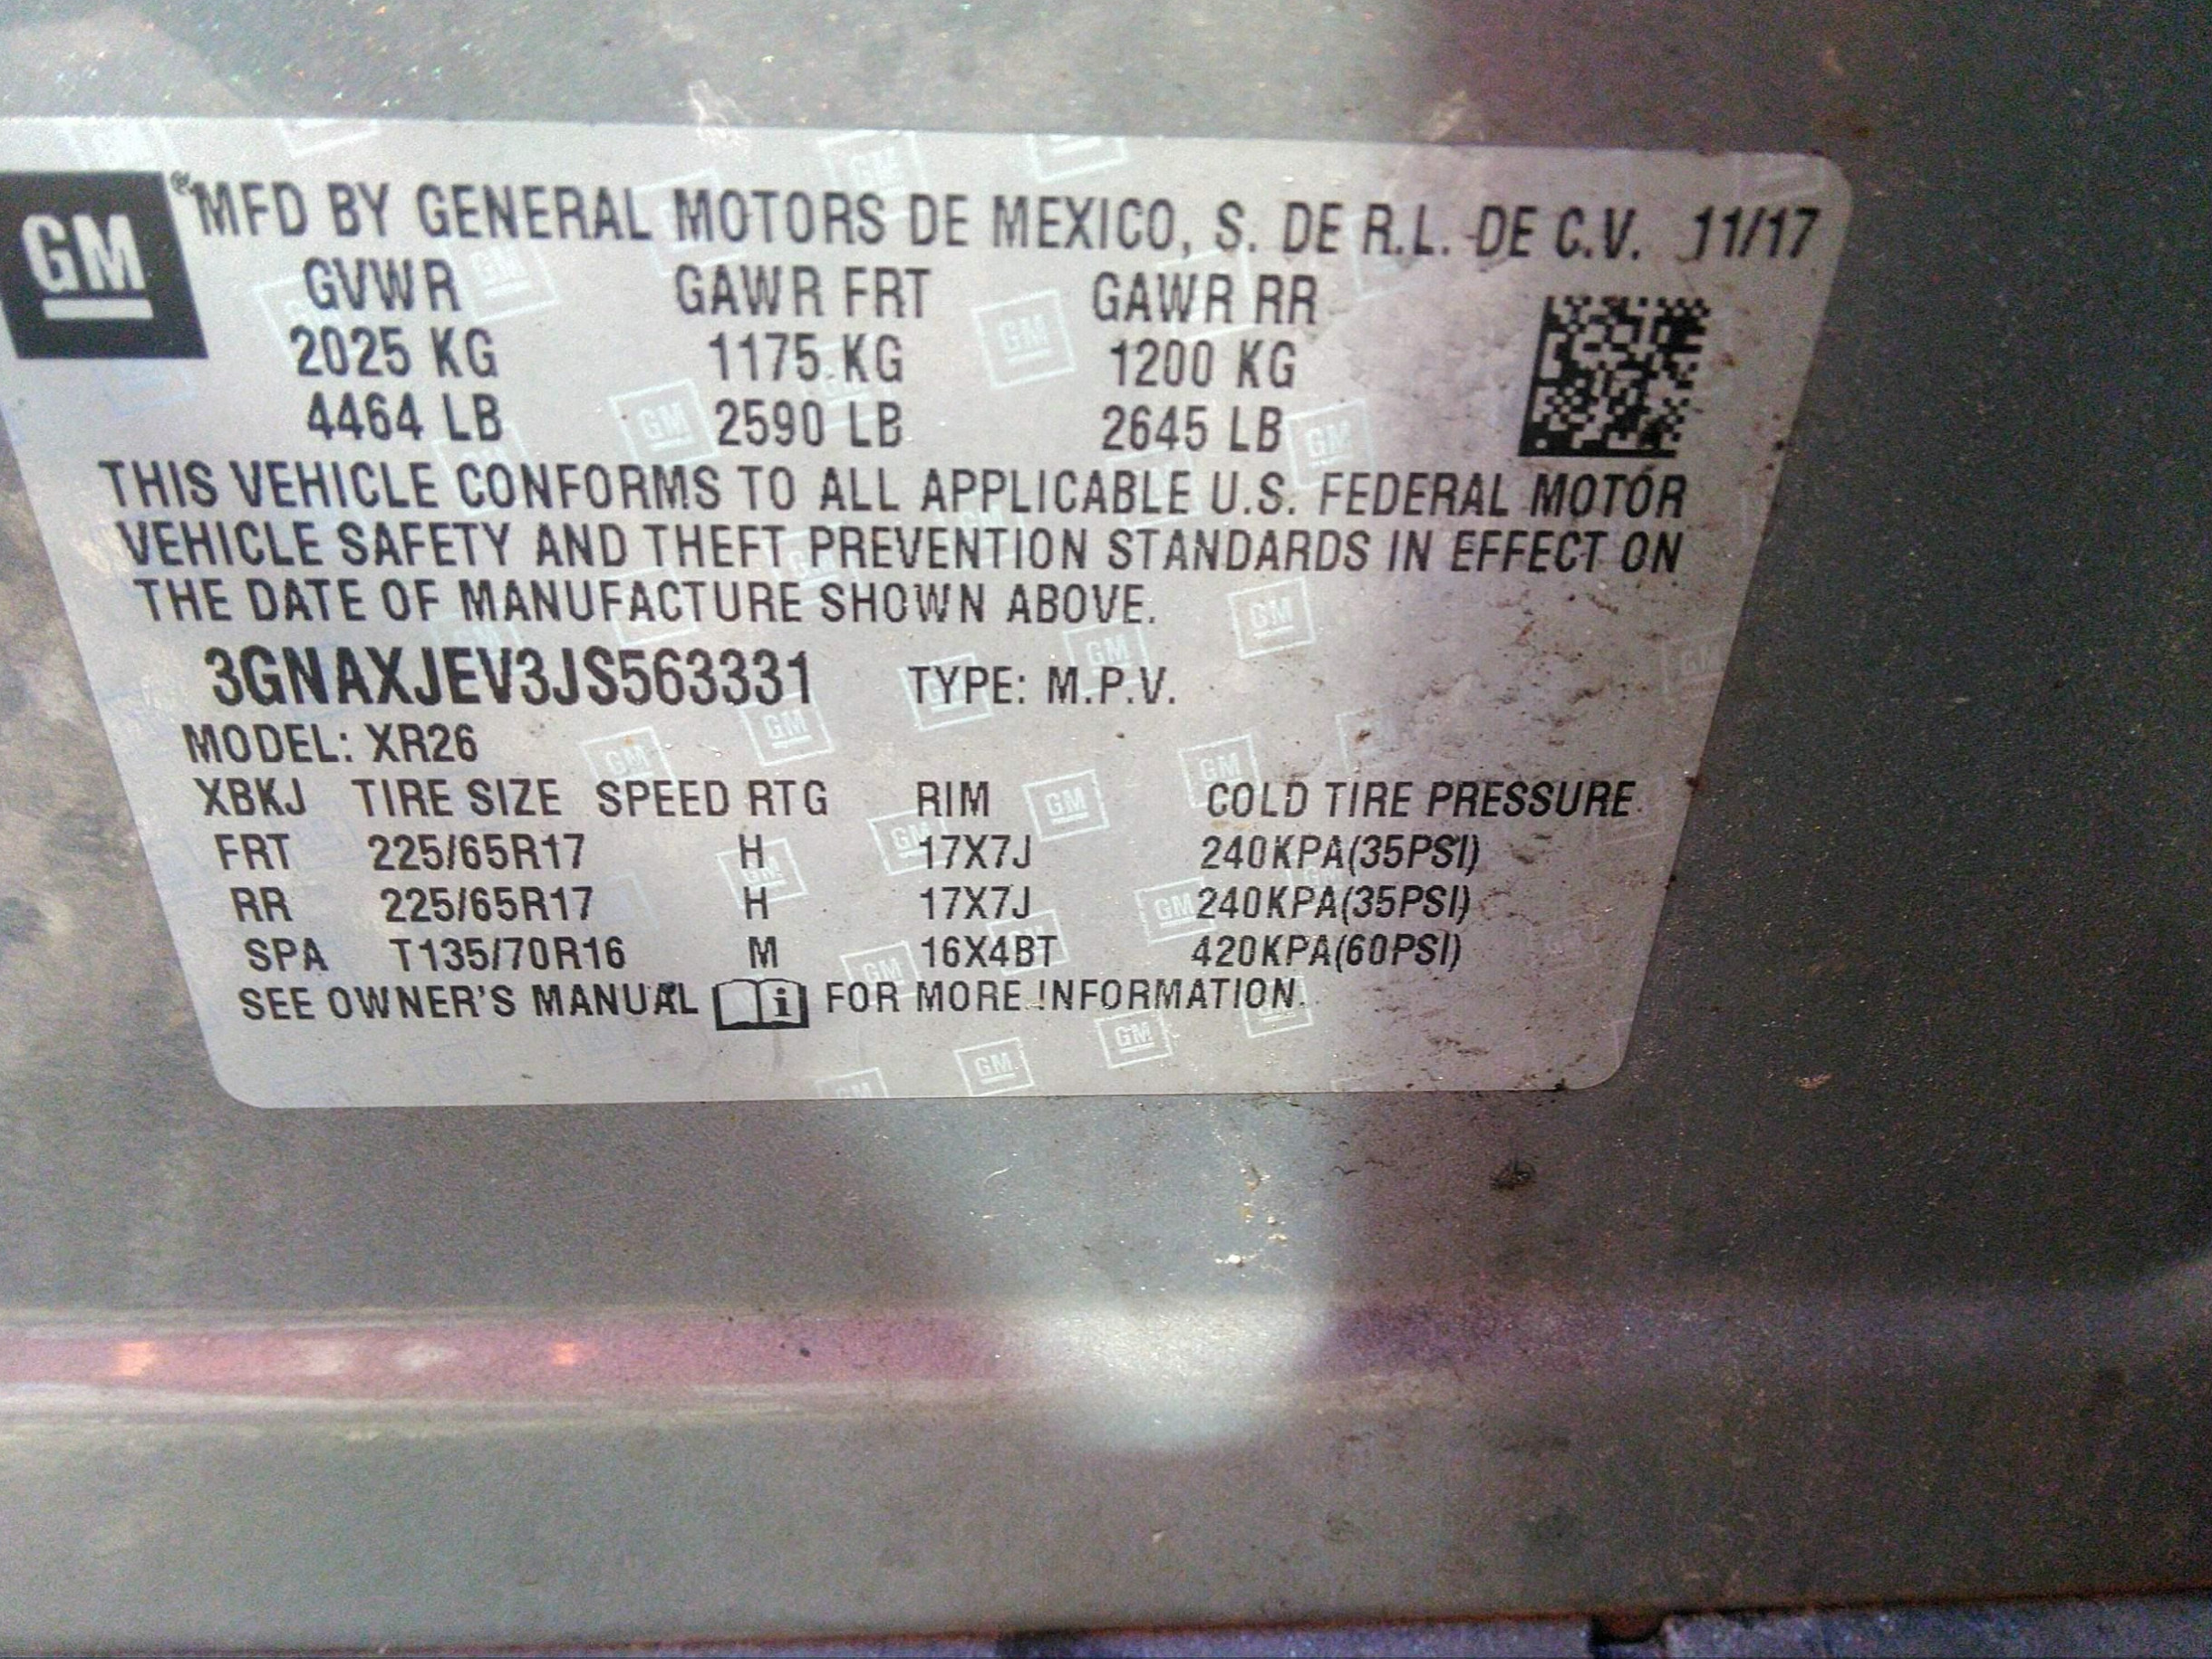 GM
® MFD BY GENERAL MOTORS DE MEXICO, S. DE R.L. DE C.V. 11/17
GVWR GAWR FRT GAWR RR
2025 KG 1175 KG 1200 KG
4464 LB 2590 LB 2645 LB
THIS VEHICLE CONFORMS TO ALL APPLICABLE U.S. FEDERAL MOTOR
VEHICLE SAFETY AND THEFT PREVENTION STANDARDS IN EFFECT ON
THE DATE OF MANUFACTURE SHOWN ABOVE.
3GNAXJEV3JS563331 TYPE: M.P.V.
MODEL: XR26
XBKJ TIRE SIZE SPEED RTG RIM COLD TIRE PRESSURE
FRT 225/65R17 H 17X7J 240KPA(35PSI)
RR 225/65R17 H 17X7J 240KPA(35PSI)
SPA T135/70R16 M 16X4BT 420KPA(60PSI)
SEE OWNER'S MANUAL i FOR MORE INFORMATION.